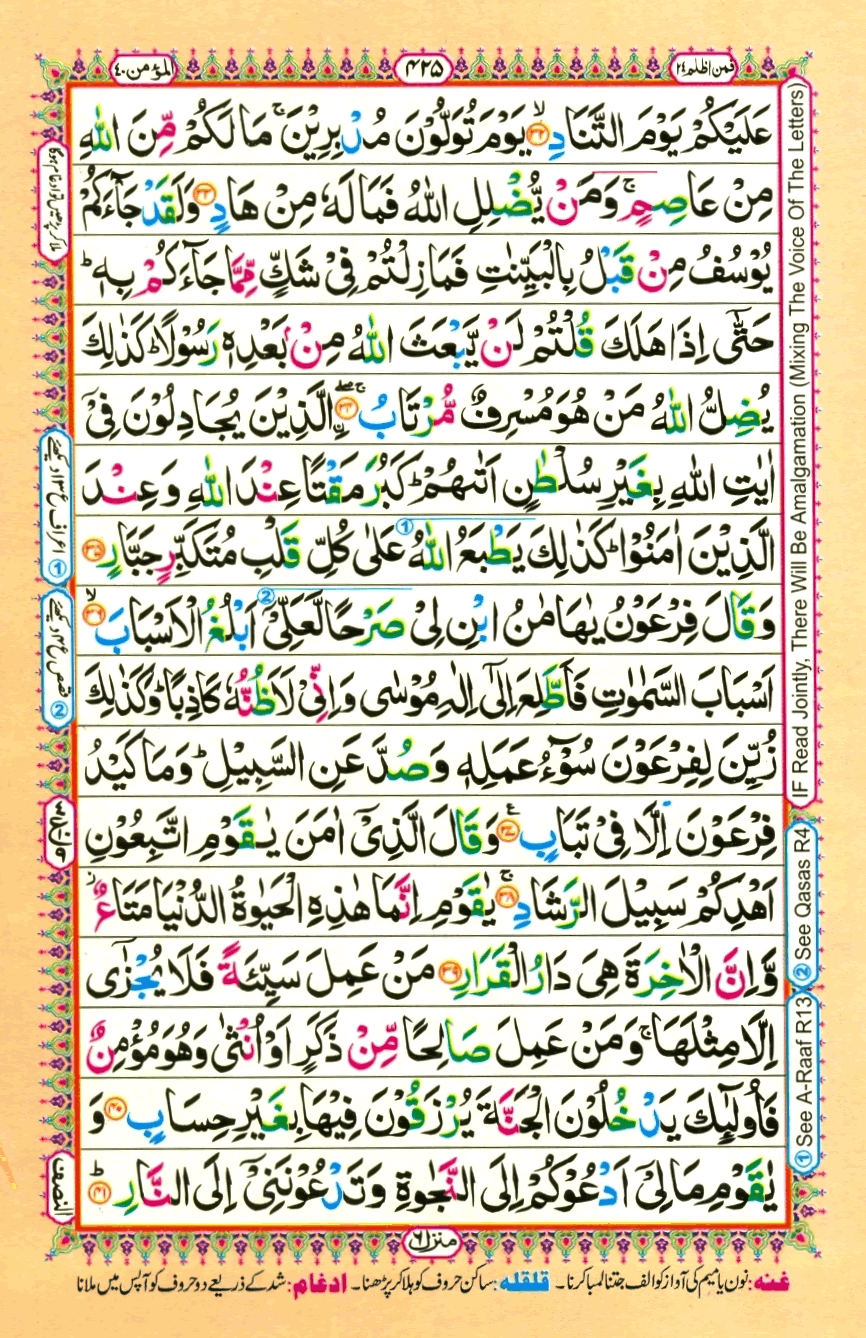 فمن اظلم ٢٤
٤٢٥
المؤمن ٤٠
عَلَيۡكُمۡ يَوۡمَ التَّنَادِ ﴿٣٢﴾ يَوۡمَ تُوَلُّوۡنَ مُدۡبِرِيۡنَ ۚ مَا لَكُمۡ مِّنَ اللّٰهِ
مِنۡ عَاصِمٍ ۚ وَمَنۡ يُّضۡلِلِ اللّٰهُ فَمَا لَهٗ مِنۡ هَادٍ ﴿٣٣﴾ وَلَقَدۡ جَآءَكُمۡ
يُوۡسُفُ مِنۡ قَبۡلُ بِالۡبَيِّنٰتِ فَمَا زِلۡتُمۡ فِىۡ شَكٍّ مِّمَّا جَآءَكُمۡ بِهٖ ؕ
حَتّٰٓى اِذَا هَلَكَ قُلۡتُمۡ لَنۡ يَّبۡعَثَ اللّٰهُ مِنۡۢ بَعۡدِهٖ رَسُوۡلًا ؕ كَذٰلِكَ
يُضِلُّ اللّٰهُ مَنۡ هُوَ مُسۡرِفٌ مُّرۡتَابُ ﴿٣٤﴾ ۨالَّذِيۡنَ يُجَادِلُوۡنَ فِىۡۤ
اٰيٰتِ اللّٰهِ بِغَيۡرِ سُلۡطٰنٍ اَتٰٮهُمۡ ؕ كَبُرَ مَقۡتًا عِنۡدَ اللّٰهِ وَعِنۡدَ
الَّذِيۡنَ اٰمَنُوۡا ؕ كَذٰلِكَ يَطۡبَعُ اللّٰهُ ① عَلٰى كُلِّ قَلۡبِ مُتَكَبِّرٍ جَبَّارٍ ﴿٣٥﴾
وَقَالَ فِرۡعَوۡنُ يٰهَامٰنُ ابۡنِ لِىۡ صَرۡحًا لَّعَلِّىۡۤ ② اَبۡلُغُ الۡاَسۡبَابَ ﴿٣٦﴾
اَسۡبَابَ السَّمٰوٰتِ فَاَطَّلِعَ اِلٰٓى اِلٰهِ مُوۡسٰى وَاِنِّىۡ لَاَظُنُّهٗ كَاذِبًا ؕ وَكَذٰلِكَ
زُيِّنَ لِفِرۡعَوۡنَ سُوۡٓءُ عَمَلِهٖ وَصُدَّ عَنِ السَّبِيۡلِ ؕ وَمَا كَيۡدُ
فِرۡعَوۡنَ اِلَّا فِىۡ تَبَابٍ ﴿٣٧﴾ وَقَالَ الَّذِىۡۤ اٰمَنَ يٰقَوۡمِ اتَّبِعُوۡنِ
اَهۡدِكُمۡ سَبِيۡلَ الرَّشَادِ ﴿٣٨﴾ يٰقَوۡمِ اِنَّمَا هٰذِهِ الۡحَيٰوةُ الدُّنۡيَا مَتَاعٌ
وَّاِنَّ الۡاٰخِرَةَ هِىَ دَارُ الۡقَرَارِ ﴿٣٩﴾ مَنۡ عَمِلَ سَيِّئَةً فَلَا يُجۡزٰٓى
اِلَّا مِثۡلَهَا ۚ وَمَنۡ عَمِلَ صَالِحًا مِّنۡ ذَكَرٍ اَوۡ اُنۡثٰى وَهُوَ مُؤۡمِنٌ
فَاُولٰٓئِكَ يَدۡخُلُوۡنَ الۡجَنَّةَ يُرۡزَقُوۡنَ فِيۡهَا بِغَيۡرِ حِسَابٍ ﴿٤٠﴾ وَ
يٰقَوۡمِ مَا لِىۡۤ اَدۡعُوۡكُمۡ اِلَى النَّجٰوةِ وَتَدۡعُوۡنَنِىۡۤ اِلَى النَّارِ ﴿٤١﴾ؕ
IF Read Jointly, There Will Be Amalgamation (Mixing The Voice Of The Letters)
① See A-Raaf R13 ② See Qasas R4
① اعراف ع ١٣ دیکھئے
② قصص ع ٤ دیکھئے
النصف
منزل ٦
غنه: نون یا میم کی آواز کو الف جتنا لمبا کرنا۔ قلقله: ساکن حروف کو ہلا کر پڑھنا۔ ادغام: شد کے ذریعے دو حروف کو آپس میں ملانا